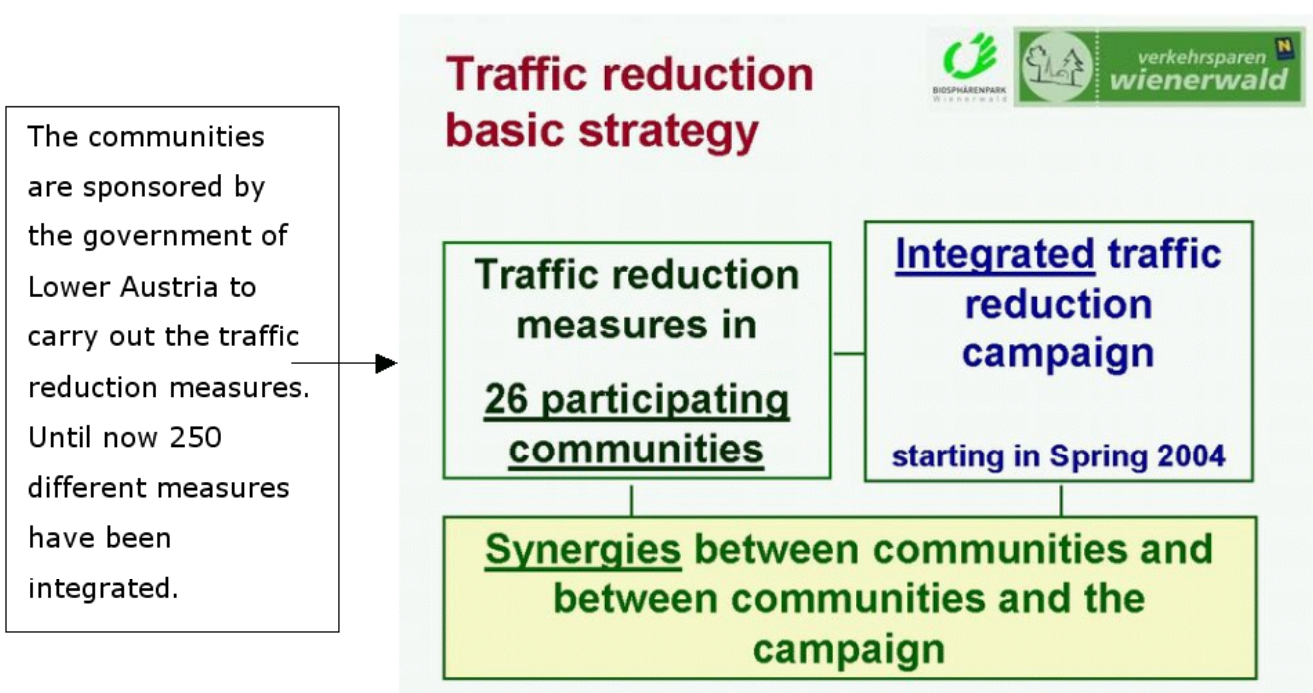 The communities
are sponsored by
the government of
Lower Austria to
carry out the traffic
reduction measures.
Until now 250
different measures
have been
integrated.
Traffic reduction
basic strategy
BIOSPHÄRENPARK
Wienerwald
verkehrsparen
wienerwald
N
Traffic reduction
measures in
26 participating
communities
Integrated traffic
reduction
campaign
starting in Spring 2004
Synergies between communities and
between communities and the
campaign